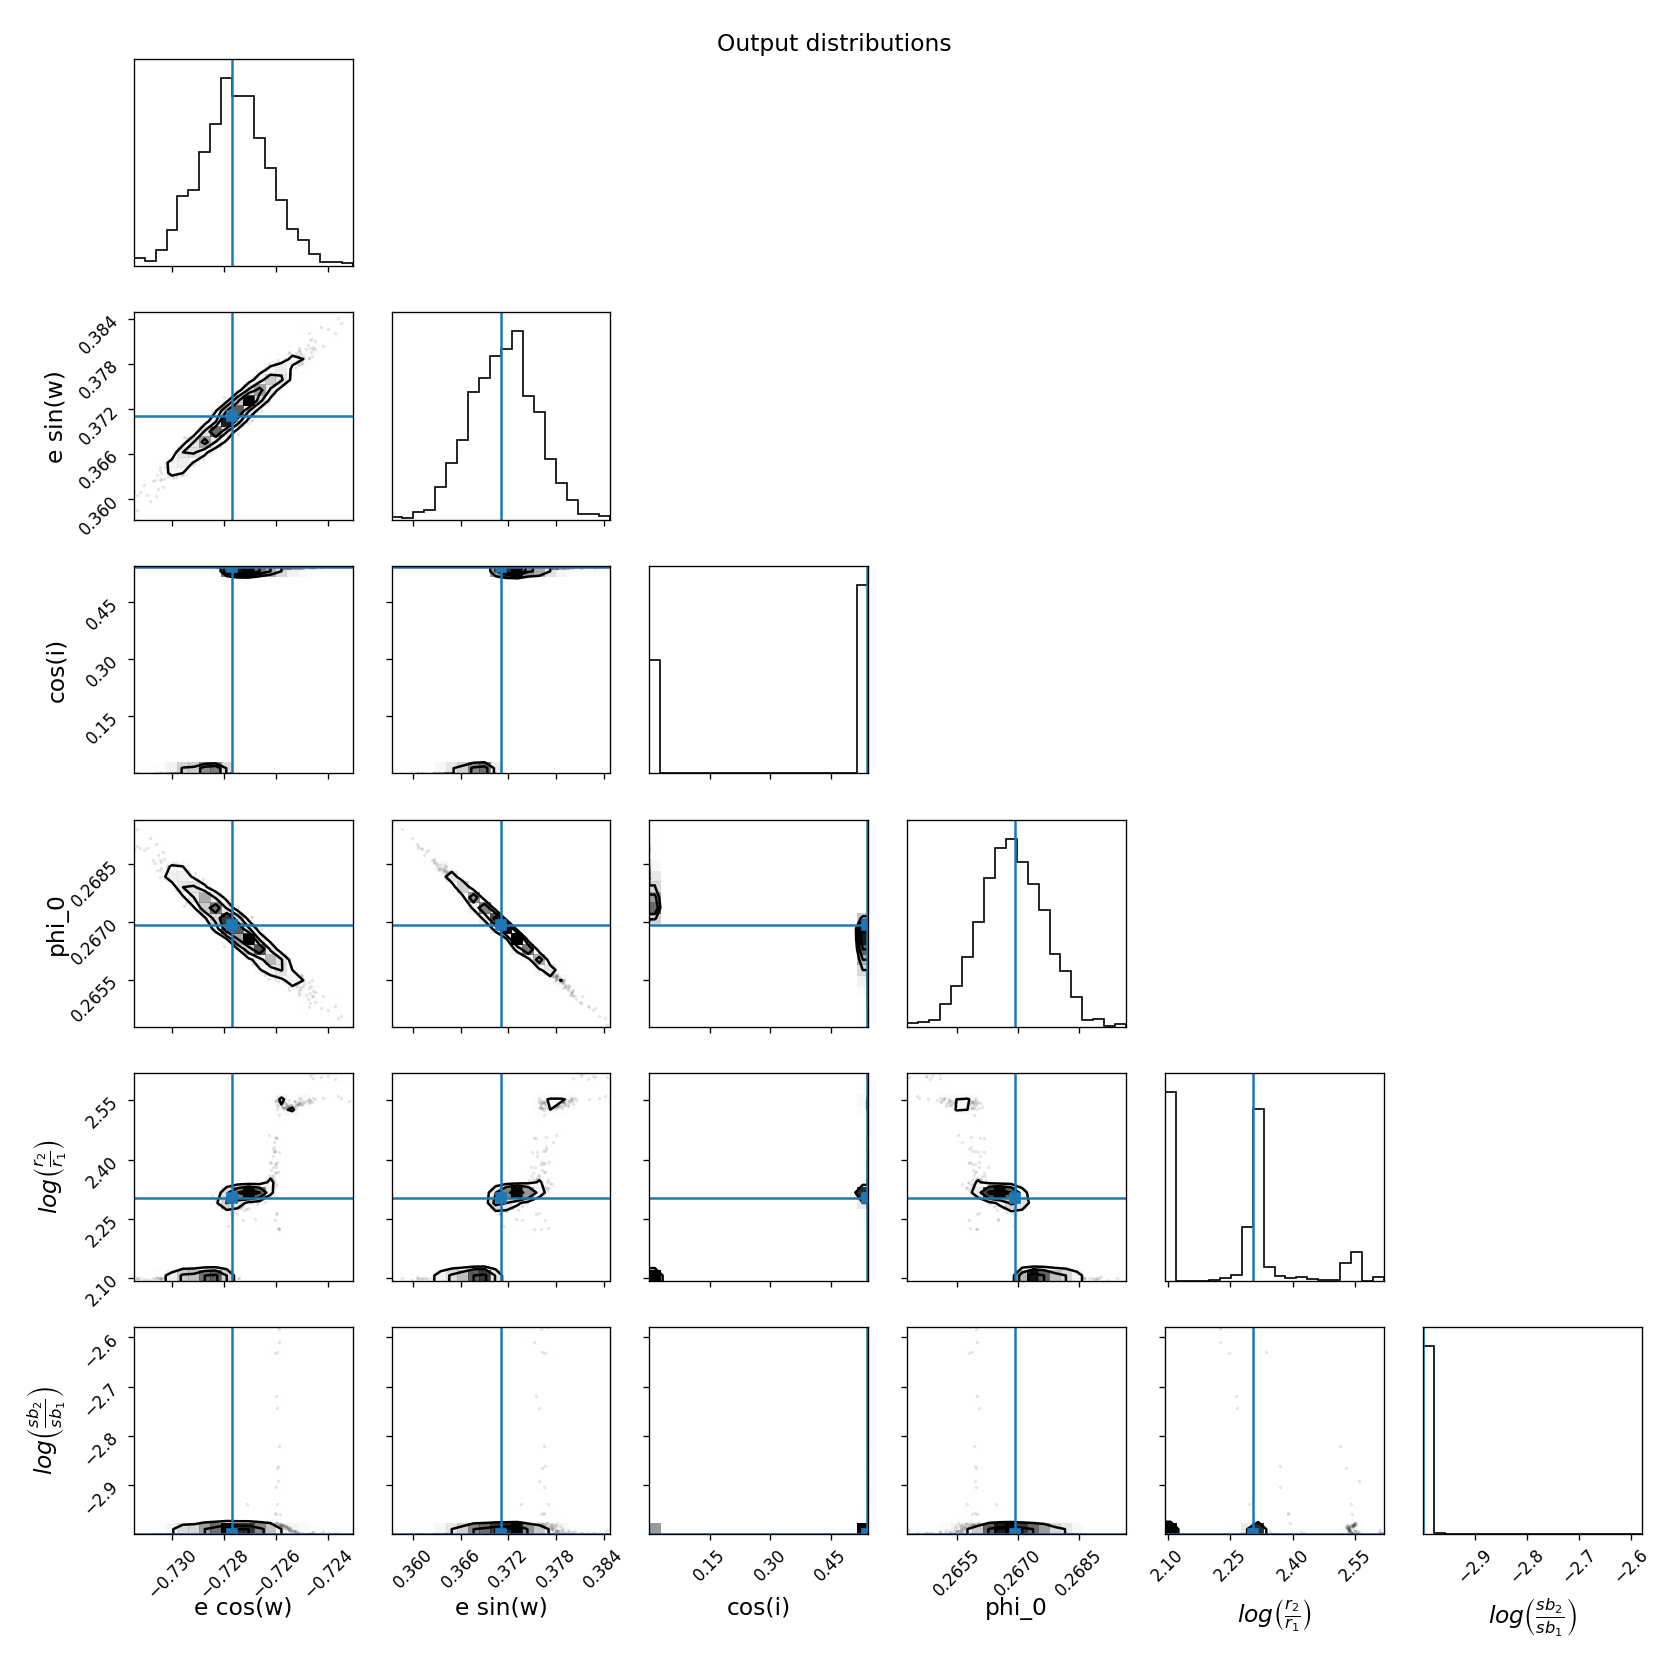 Output distributions
e sin(w)
0.384
0.378
0.372
0.366
0.360
cos(i)
0.45
0.30
0.15
phi_0
0.2685
0.2670
0.2655
log(r₂/r₁)
2.55
2.40
2.25
2.10
log(sb₂/sb₁)
−2.6
−2.7
−2.8
−2.9
−0.730 −0.728 −0.726 −0.724 0.360 0.366 0.372 0.378 0.384 0.15 0.30 0.45 0.2655 0.2670 0.2685 2.10 2.25 2.40 2.55 −2.9 −2.8 −2.7 −2.6
e cos(w) e sin(w) cos(i) phi_0 log(r₂/r₁) log(sb₂/sb₁)